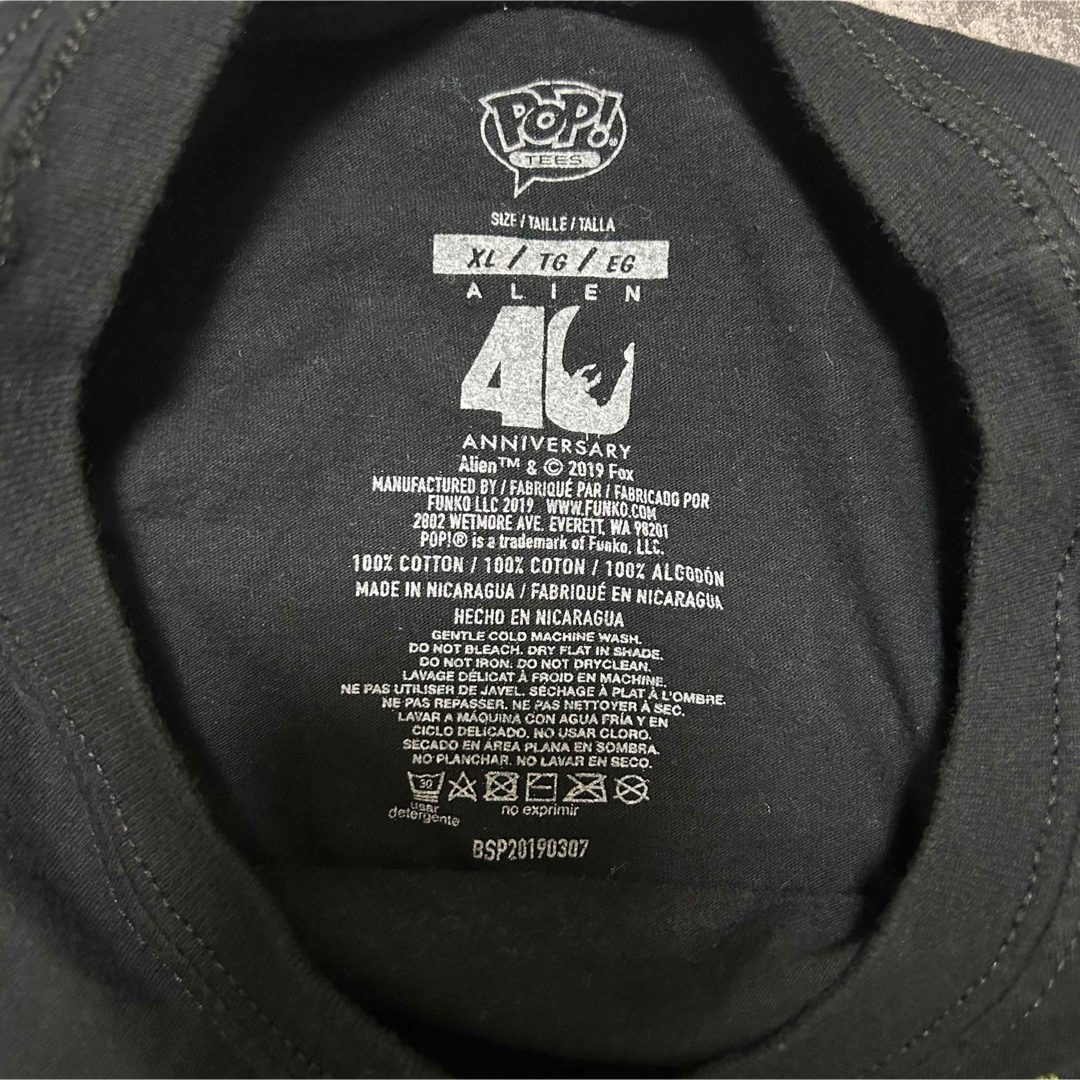 POP!®
TEES
SIZE / TAILLE / TALLA
XL / TG / EG
ALIEN
40
ANNIVERSARY
Alien™ & © 2019 Fox
MANUFACTURED BY / FABRIQUÉ PAR / FABRICADO POR
FUNKO LLC 2019 WWW.FUNKO.COM
2802 WETMORE AVE. EVERETT, WA 98201
POP!® is a trademark of Funko, LLC.
100% COTTON / 100% COTON / 100% ALGODÓN
MADE IN NICARAGUA / FABRIQUÉ EN NICARAGUA
HECHO EN NICARAGUA
GENTLE COLD MACHINE WASH.
DO NOT BLEACH. DRY FLAT IN SHADE.
DO NOT IRON. DO NOT DRYCLEAN.
LAVAGE DÉLICAT À FROID EN MACHINE.
NE PAS UTILISER DE JAVEL. SÉCHAGE À PLAT À L'OMBRE.
NE PAS REPASSER. NE PAS NETTOYER À SEC.
LAVAR A MÁQUINA CON AGUA FRÍA Y EN
CICLO DELICADO. NO USAR CLORO.
SECADO EN ÁREA PLANA EN SOMBRA.
NO PLANCHAR. NO LAVAR EN SECO.
30
usar
detergente
no exprimir
BSP20190307